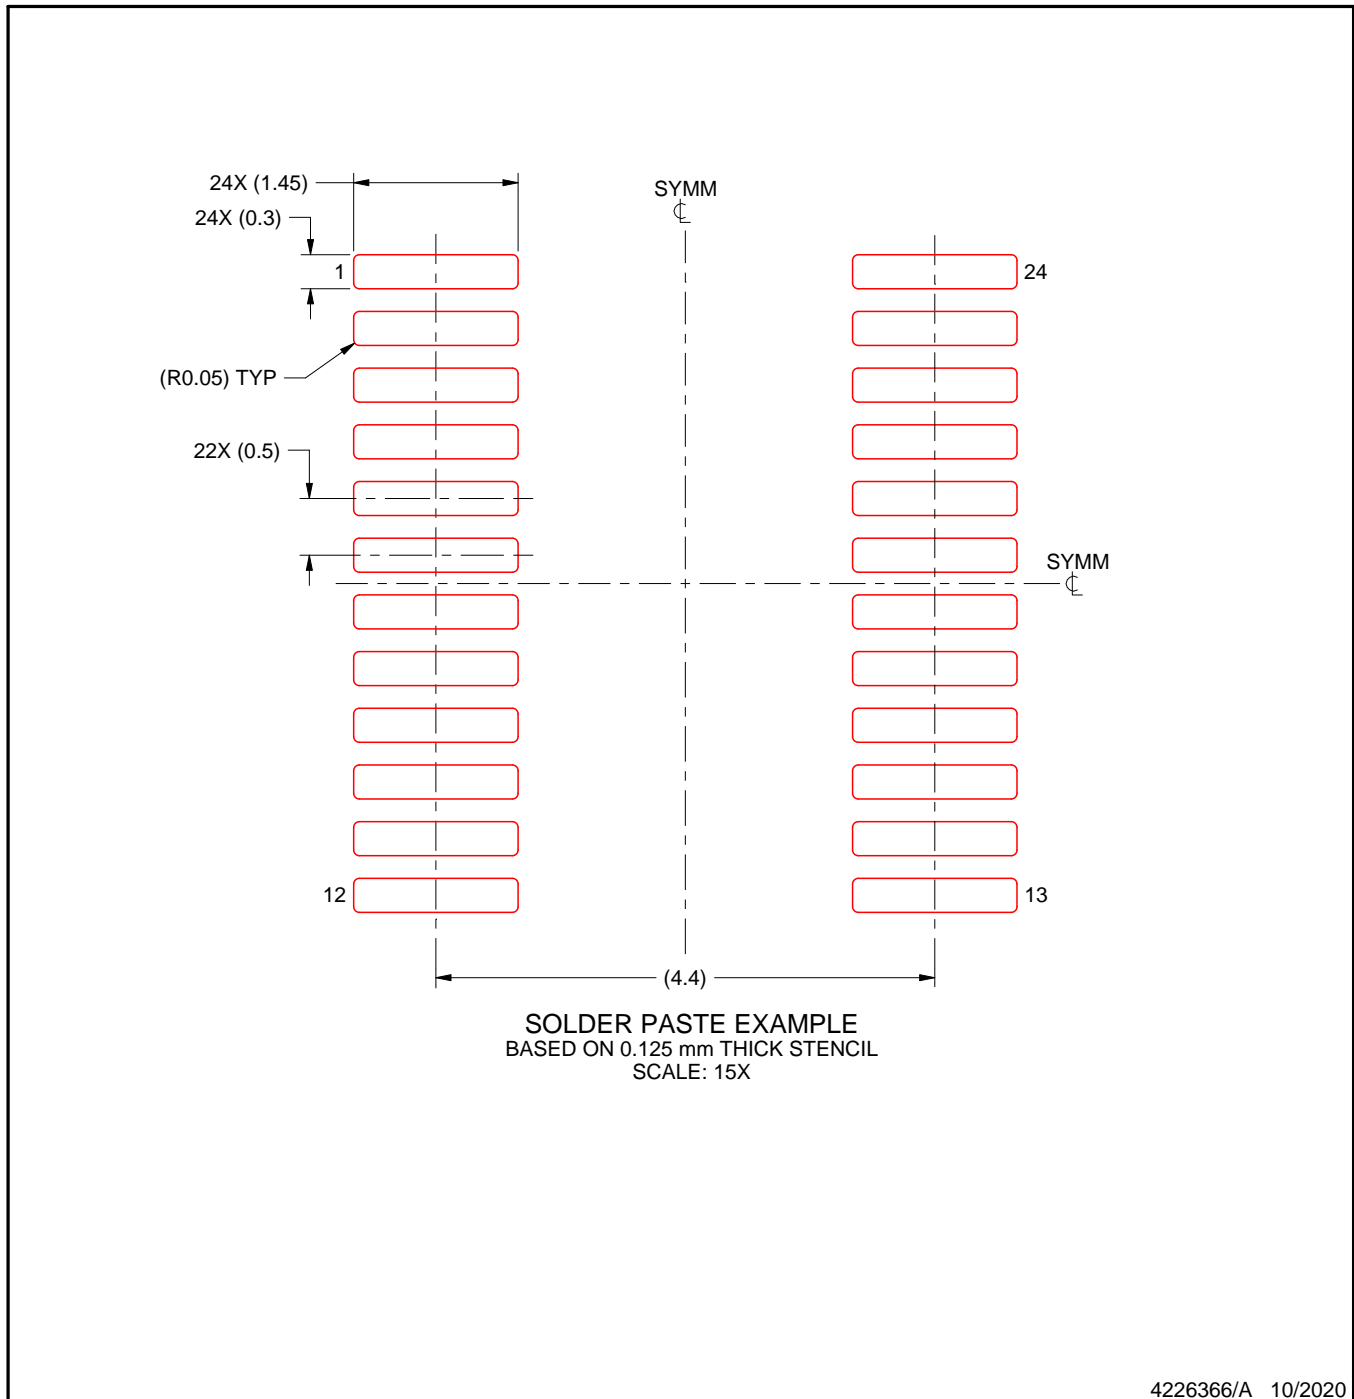 24X (1.45)
SYMM
24X (0.3)
1
24
(R0.05) TYP
22X (0.5)
SYMM
12
13
(4.4)
SOLDER PASTE EXAMPLE
BASED ON 0.125 mm THICK STENCIL
SCALE: 15X
4226366/A 10/2020